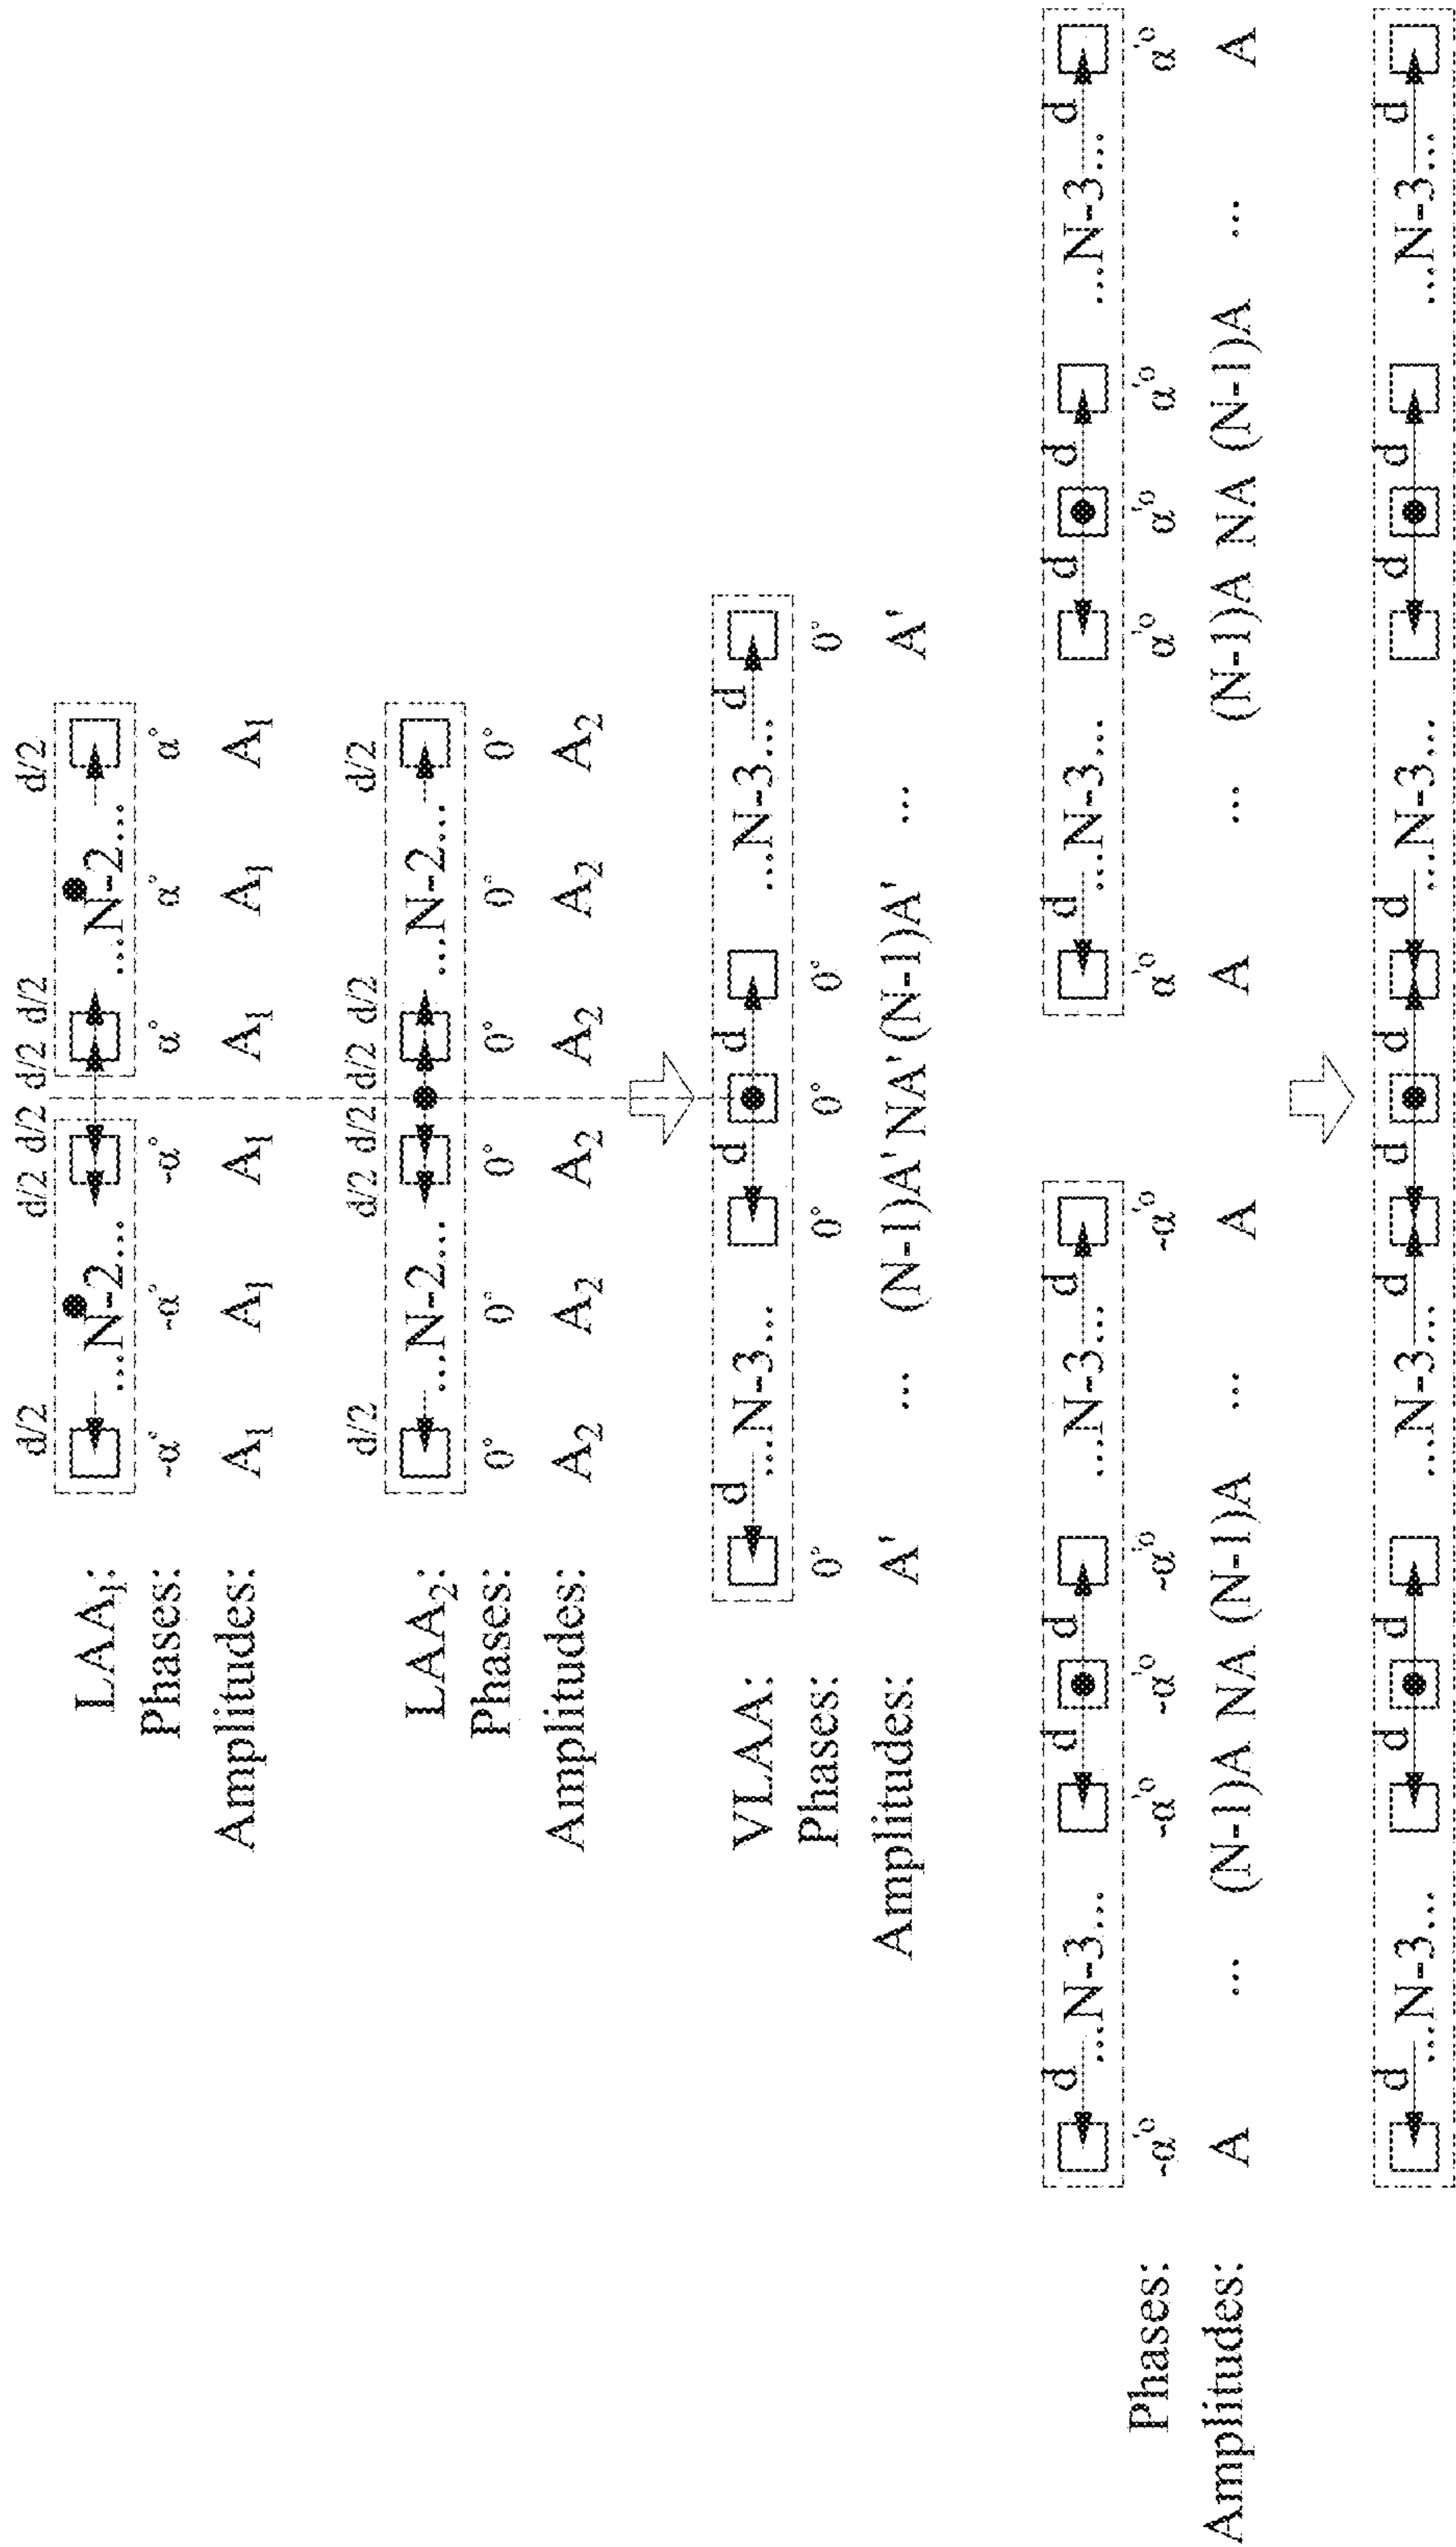 d/2 d/2 d/2 d/2 d/2 d/2
LAA₁: ...N-2... ...N-2...
Phases: -α° -α° -α° α° α° α°
Amplitudes: A₁ A₁ A₁ A₁ A₁ A₁
d/2 d/2 d/2 d/2 d/2 d/2
LAA₂: ...N-2... ...N-2...
Phases: 0° 0° 0° 0° 0° 0°
Amplitudes: A₂ A₂ A₂ A₂ A₂ A₂
VLAA: d ...N-3... d d ...N-3... d
Phases: 0° 0° 0° 0° 0°
Amplitudes: A' ... (N-1)A' NA' (N-1)A' ... A'
d ...N-3... d d ...N-3... d d ...N-3... d d ...N-3... d
Phases: -α'° -α'° -α'° -α'° -α'° α'° α'° α'° α'° α'°
Amplitudes: A ... (N-1)A NA (N-1)A ... A A ... (N-1)A NA (N-1)A ... A
d ...N-3... d d ...N-3... d d d d ...N-3... d d ...N-3... d